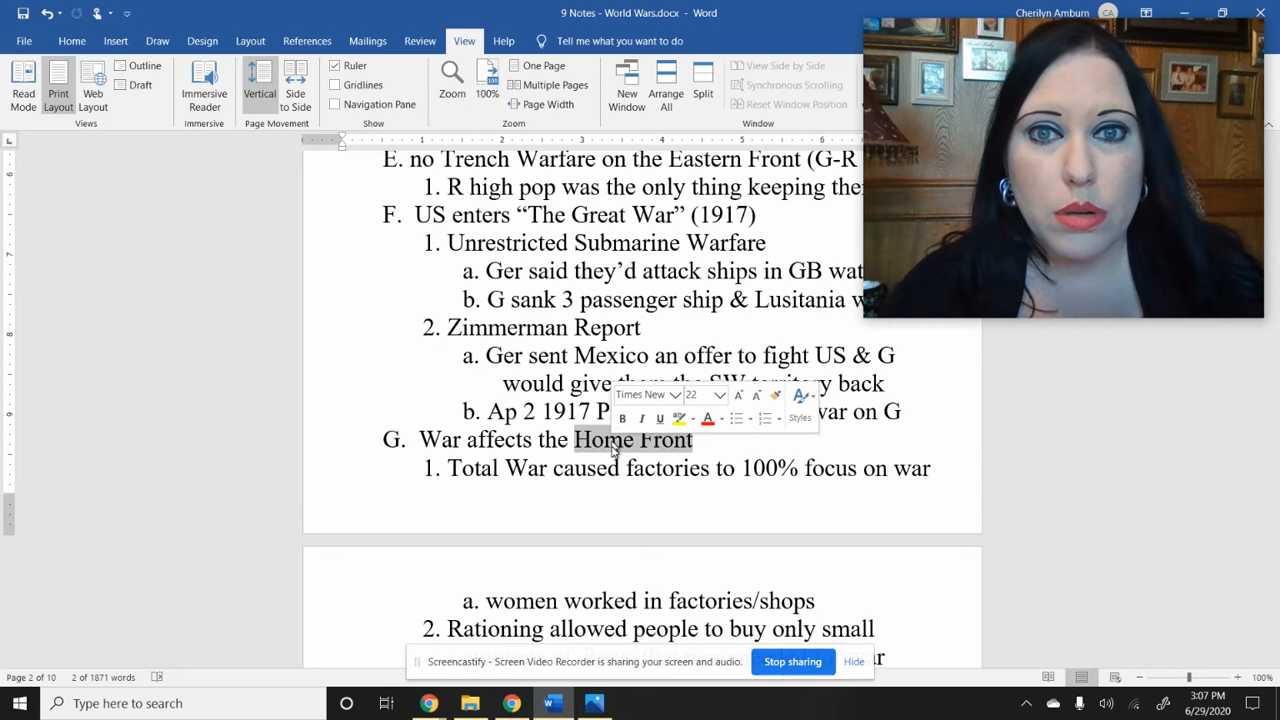 9 Notes - World Wars.docx - Word
Cherilyn Amburn
CA
File Home Insert Draw Design Layout References Mailings Review View Help Tell me what you want to do
Read Mode
Print Layout
Web Layout
Outline
Draft
Views
Immersive Reader
Immersive
Vertical
Side to Side
Page Movement
Ruler
Gridlines
Navigation Pane
Show
Zoom
100%
One Page
Multiple Pages
Page Width
Zoom
New Window
Arrange All
Split
View Side by Side
Synchronous Scrolling
Reset Window Position
Window
1 2 3 4 5 6
E. no Trench Warfare on the Eastern Front (G-R
1. R high pop was the only thing keeping
F. US enters “The Great War” (1917)
1. Unrestricted Submarine Warfare
a. Ger said they’d attack ships in GB
b. G sank 3 passenger ship & Lusitania
2. Zimmerman Report
a. Ger sent Mexico an offer to fight US & G
would give them the SW territory back
b. Ap 2 1917 P
war on G
Times New
22
B I U
Styles
G. War affects the Home Front
1. Total War caused factories to 100% focus on war
a. women worked in factories/shops
2. Rationing allowed people to buy only small
Screencastify - Screen Video Recorder is sharing your screen and audio.
Stop sharing
Hide
Page 2 of 10 2 of 1871 words
100%
Type here to search
3:07 PM
6/29/2020